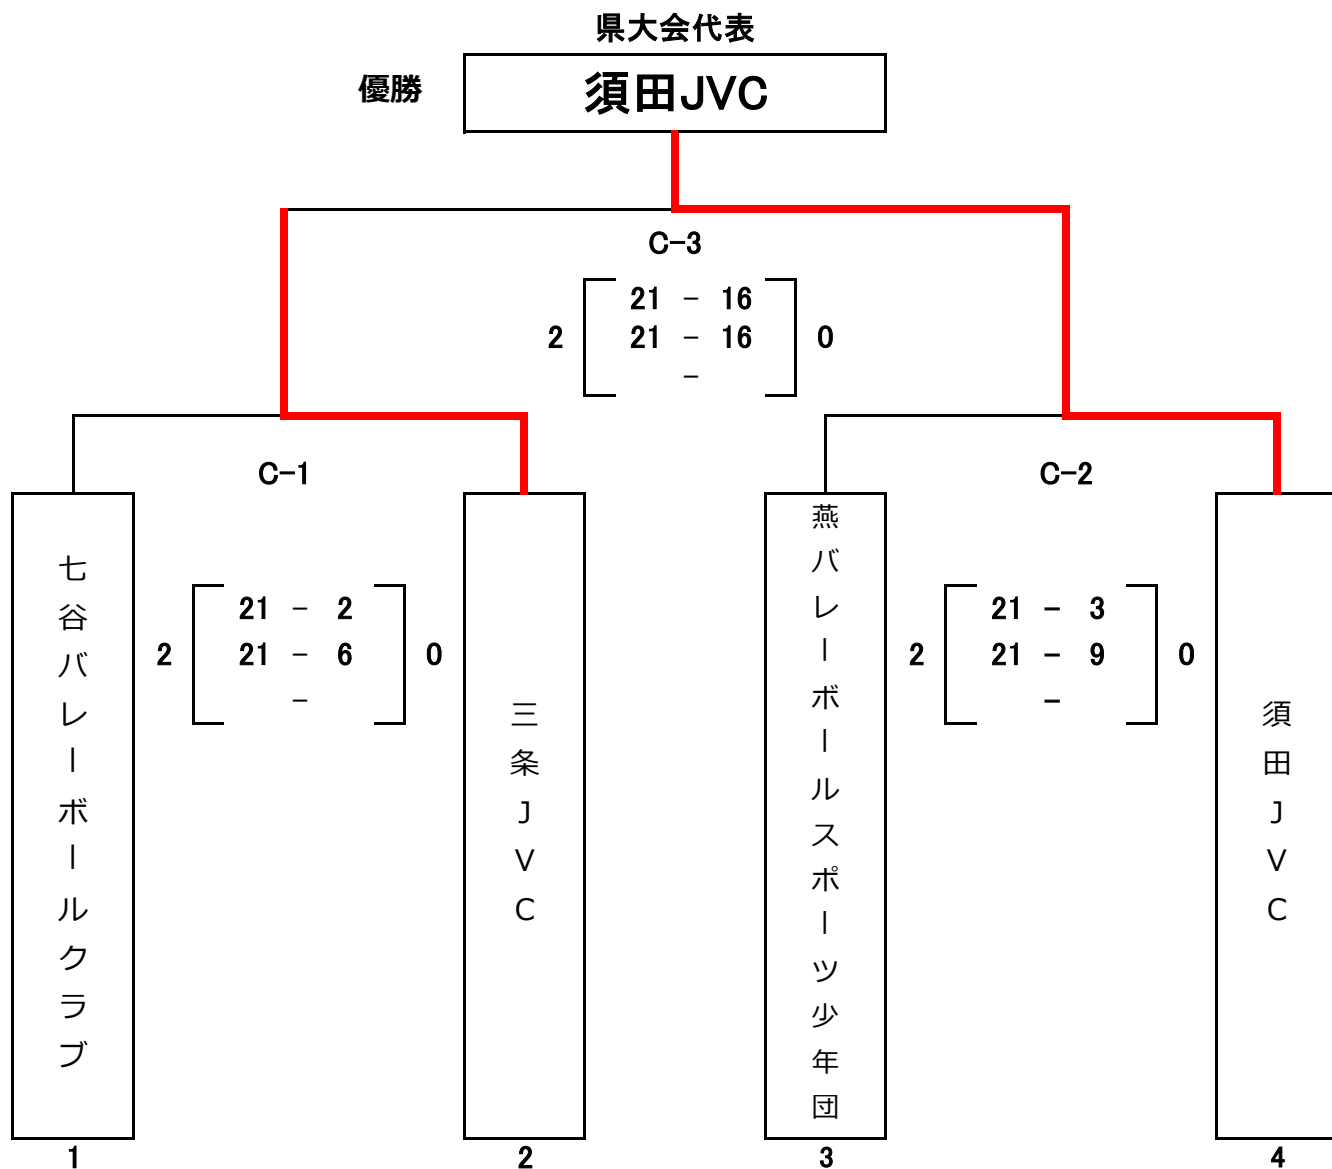 県大会代表
優勝
須田JVC
C-3
21 - 16
2 21 - 16 0
-
C-1
C-2
七谷バレーボールクラブ
21 - 2
2 21 - 6 0
-
三条JVC
燕バレーボールスポーツ少年団
21 - 3
2 21 - 9 0
-
須田JVC
1
2
3
4